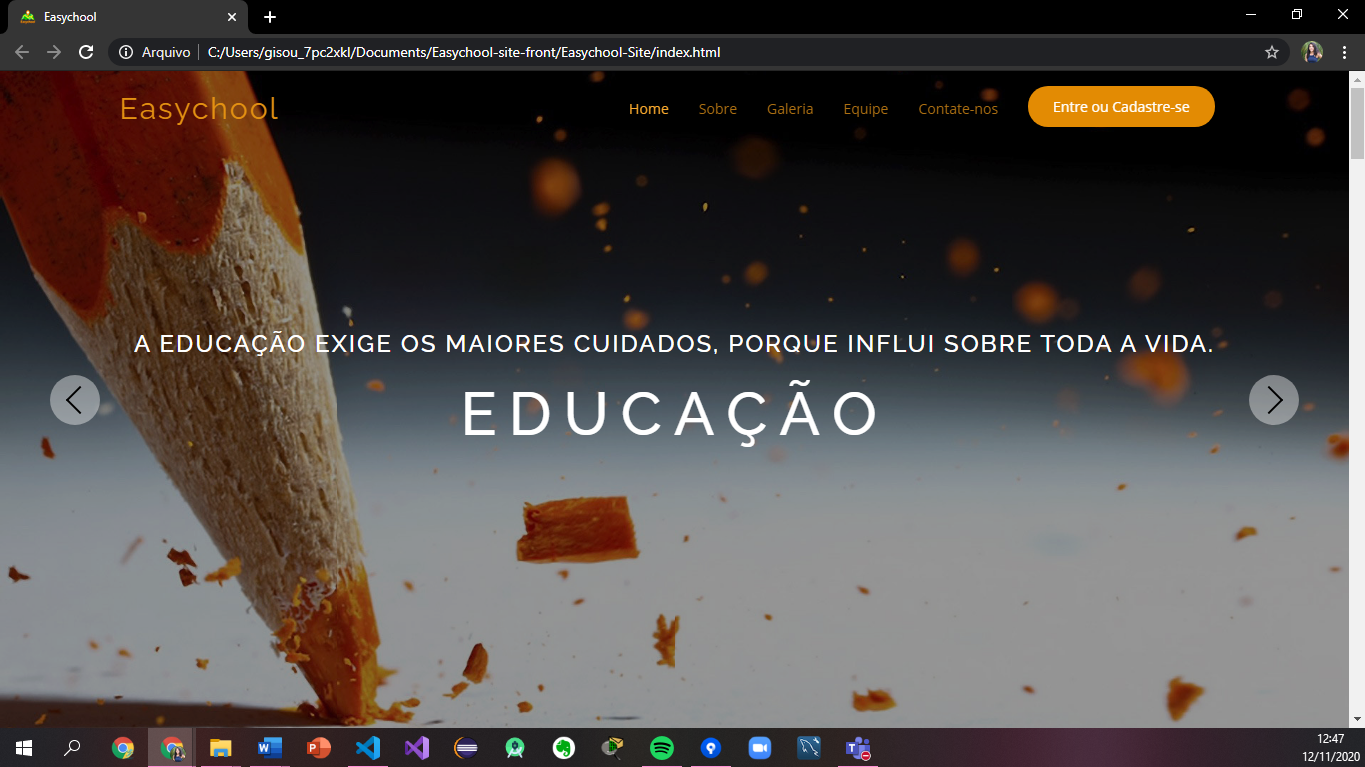 Easychool
Arquivo
C:/Users/gisou_7pc2xkl/Documents/Easychool-site-front/Easychool-Site/index.html
Easychool
Home
Sobre
Galeria
Equipe
Contate-nos
Entre ou Cadastre-se
A EDUCAÇÃO EXIGE OS MAIORES CUIDADOS, PORQUE INFLUI SOBRE TODA A VIDA.
EDUCAÇÃO
12:47
12/11/2020